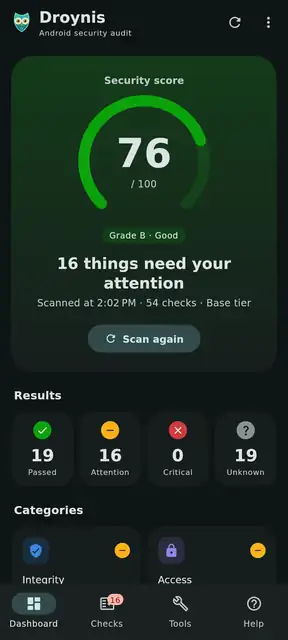 Droynis
Android security audit
Security score
76
/ 100
Grade B · Good
16 things need your
attention
Scanned at 2:02 PM · 54 checks · Base tier
Scan again
Results
19
Passed
16
Attention
0
Critical
?
19
Unknown
Categories
Integrity
Access
Dashboard
16
Checks
Tools
?
Help